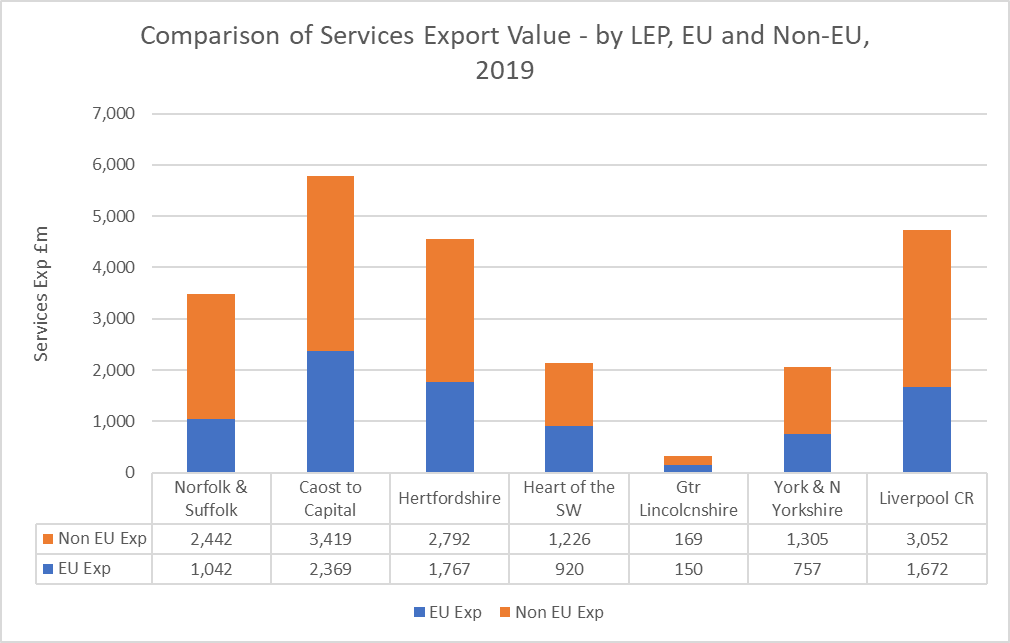 Comparison of Services Export Value - by LEP, EU and Non-EU,
2019
Services Exp £m
7,000
6,000
5,000
4,000
3,000
2,000
1,000
0
Norfolk & Suffolk Caost to Capital Hertfordshire Heart of the SW Gtr Lincolcnshire York & N Yorkshire Liverpool CR
Non EU Exp 2,442 3,419 2,792 1,226 169 1,305 3,052
EU Exp 1,042 2,369 1,767 920 150 757 1,672
EU Exp Non EU Exp